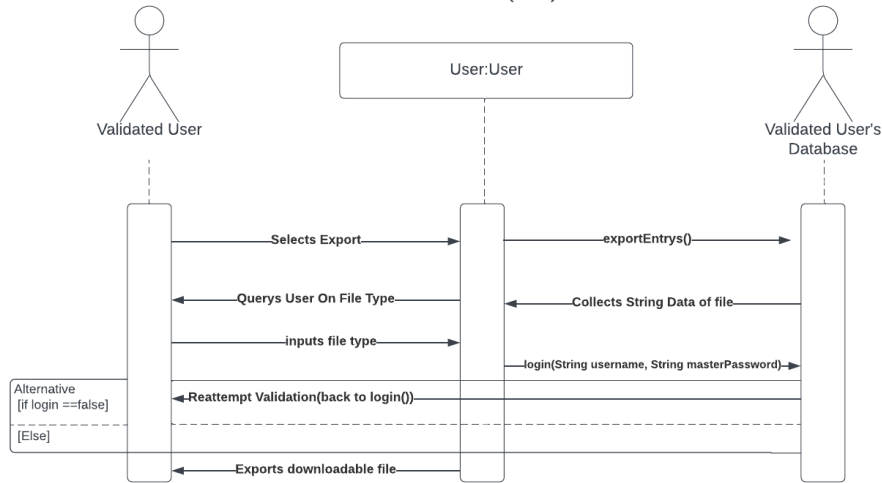 User:User
Validated User
Validated User's
Database
Selects Export
exportEntrys()
Querys User On File Type
Collects String Data of file
inputs file type
login(String username, String masterPassword)
Alternative
[if login ==false]
Reattempt Validation(back to login())
[Else]
Exports downloadable file